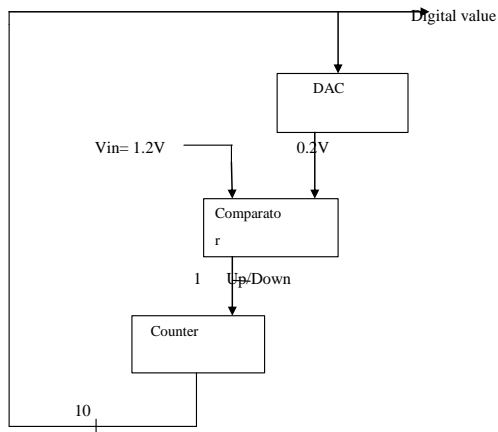 Digital value
DAC
Vin= 1.2V
0.2V
Comparato
r
1
Up/Down
Counter
10